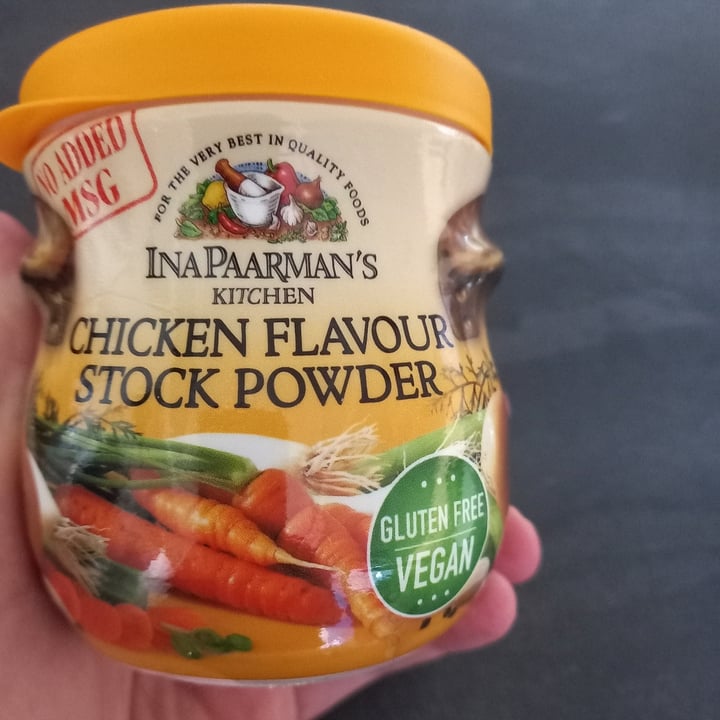 NO ADDED
MSG
FOR THE VERY BEST IN QUALITY FOODS
INA PAARMAN'S
KITCHEN
CHICKEN FLAVOUR
STOCK POWDER
GLUTEN FREE
VEGAN